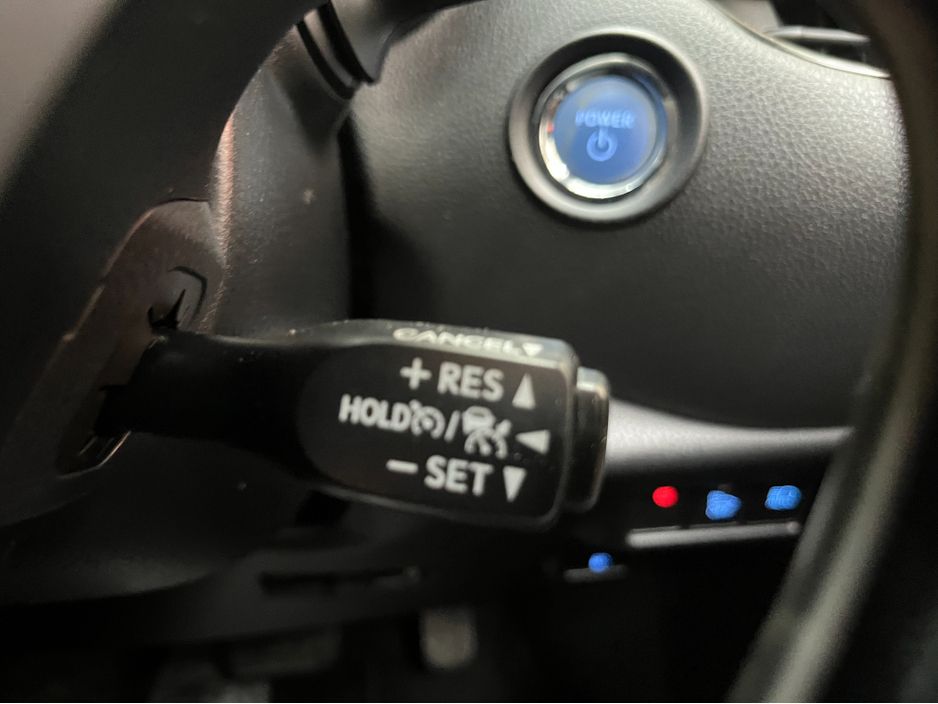 POWER
CANCEL
+ RES
HOLD /
− SET